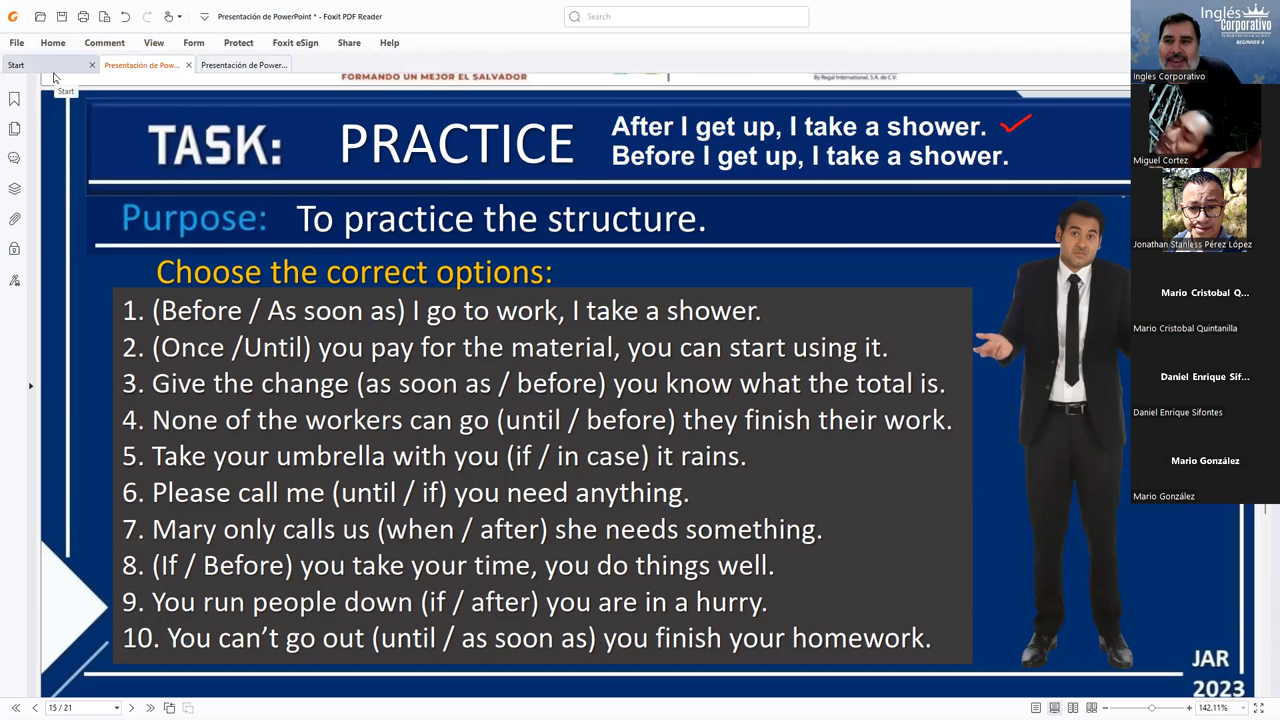 Presentación de PowerPoint * - Foxit PDF Reader
Search
File Home Comment View Form Protect Foxit eSign Share Help
Start
Presentación de Pow...
Presentación de Power...
Start
FORMANDO UN MEJOR EL SALVADOR
By Regal International, S.A. de C.V.
TASK: PRACTICE
After I get up, I take a shower.
Before I get up, I take a shower.
Purpose: To practice the structure.
Choose the correct options:
1. (Before / As soon as) I go to work, I take a shower.
2. (Once /Until) you pay for the material, you can start using it.
3. Give the change (as soon as / before) you know what the total is.
4. None of the workers can go (until / before) they finish their work.
5. Take your umbrella with you (if / in case) it rains.
6. Please call me (until / if) you need anything.
7. Mary only calls us (when / after) she needs something.
8. (If / Before) you take your time, you do things well.
9. You run people down (if / after) you are in a hurry.
10. You can’t go out (until / as soon as) you finish your homework.
JAR
2023
15 / 21
142.11%
Inglés
Corporativo
BEGINNER 4
Ingles Corporativo
Miguel Cortez
Jonathan Stanless Pérez López
Mario Cristobal Q...
Mario Cristobal Quintanilla
Daniel Enrique Sif...
Daniel Enrique Sifontes
Mario González
Mario González